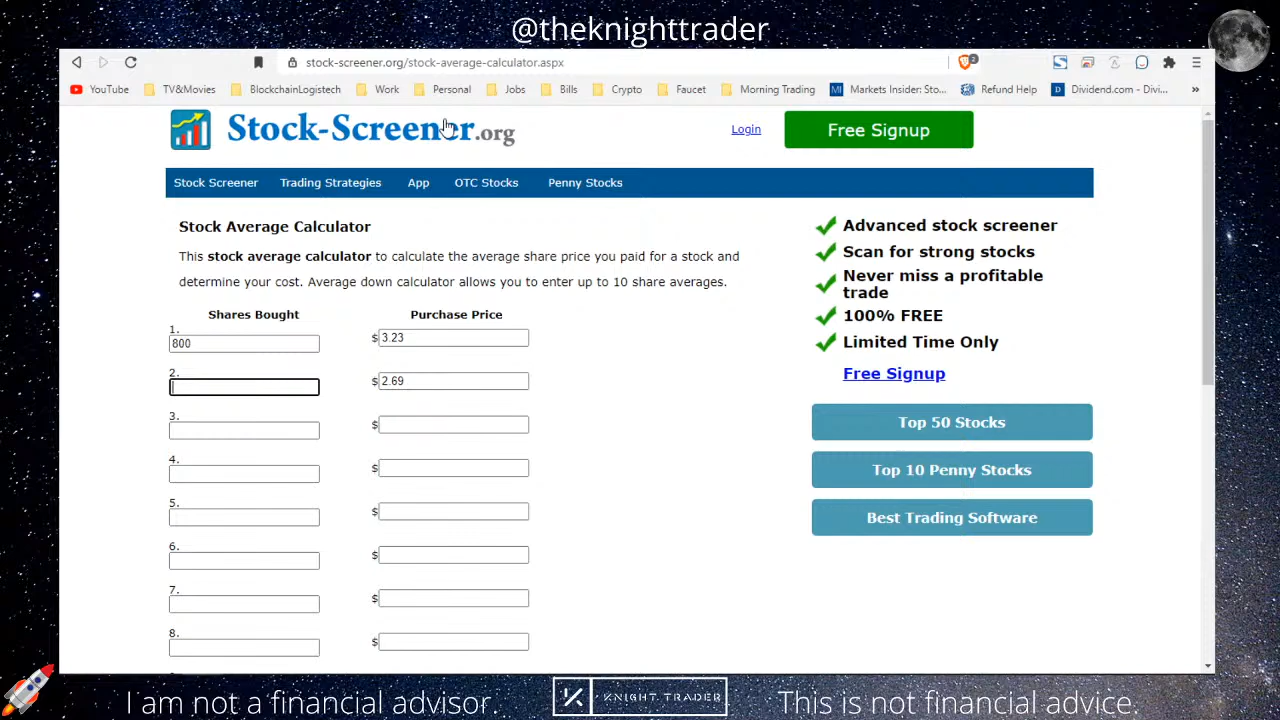 @theknighttrader
stock-screener.org/stock-average-calculator.aspx
2
YouTube TV&Movies BlockchainLogistech Work Personal Jobs Bills Crypto Faucet Morning Trading MI Markets Insider: Sto... Refund Help D Dividend.com - Divi... »
Stock-Screener.org
Login
Free Signup
Stock Screener Trading Strategies App OTC Stocks Penny Stocks
Stock Average Calculator
This stock average calculator to calculate the average share price you paid for a stock and
determine your cost. Average down calculator allows you to enter up to 10 share averages.
Shares Bought Purchase Price
1.
800 $ 3.23
2.
$ 2.69
3.
$
4.
$
5.
$
6.
$
7.
$
8.
$
Advanced stock screener
Scan for strong stocks
Never miss a profitable
trade
100% FREE
Limited Time Only
Free Signup
Top 50 Stocks
Top 10 Penny Stocks
Best Trading Software
I am not a financial advisor.
KNIGHT TRADER
This is not financial advice.